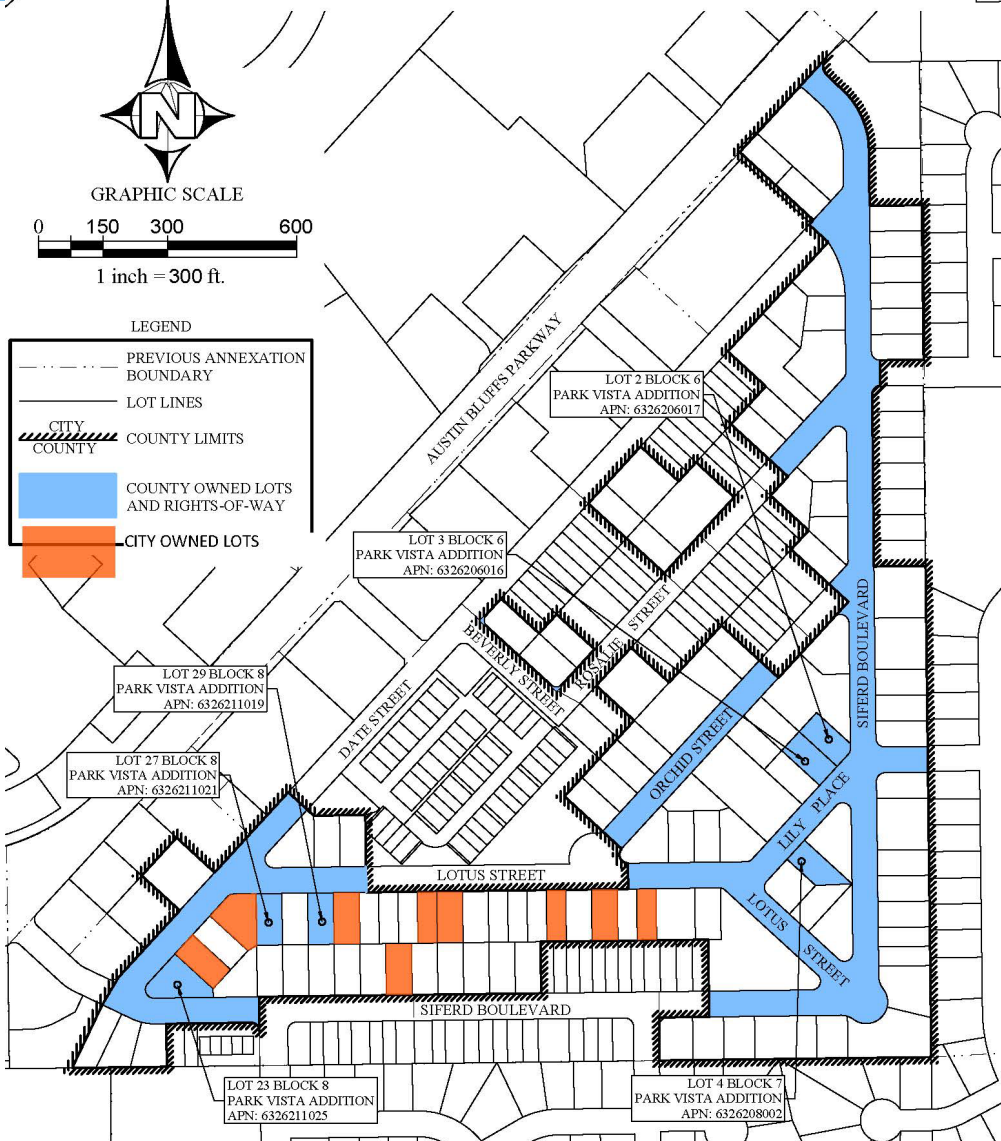 N
GRAPHIC SCALE
0 150 300 600
1 inch = 300 ft.
LEGEND
PREVIOUS ANNEXATION
BOUNDARY
LOT LINES
CITY
COUNTY
COUNTY LIMITS
COUNTY OWNED LOTS
AND RIGHTS-OF-WAY
CITY OWNED LOTS
AUSTIN BLUFFS PARKWAY
LOT 2 BLOCK 6
PARK VISTA ADDITION
APN: 6326206017
LOT 3 BLOCK 6
PARK VISTA ADDITION
APN: 6326206016
SIFERD BOULEVARD
BEVERLY STREET
ROSALIE STREET
DATE STREET
LOT 29 BLOCK 8
PARK VISTA ADDITION
APN: 6326211019
ORCHID STREET
LOT 27 BLOCK 8
PARK VISTA ADDITION
APN: 6326211021
LILY PLACE
LOTUS STREET
LOTUS STREET
SIFERD BOULEVARD
LOT 23 BLOCK 8
PARK VISTA ADDITION
APN: 6326211025
LOT 4 BLOCK 7
PARK VISTA ADDITION
APN: 6326208002